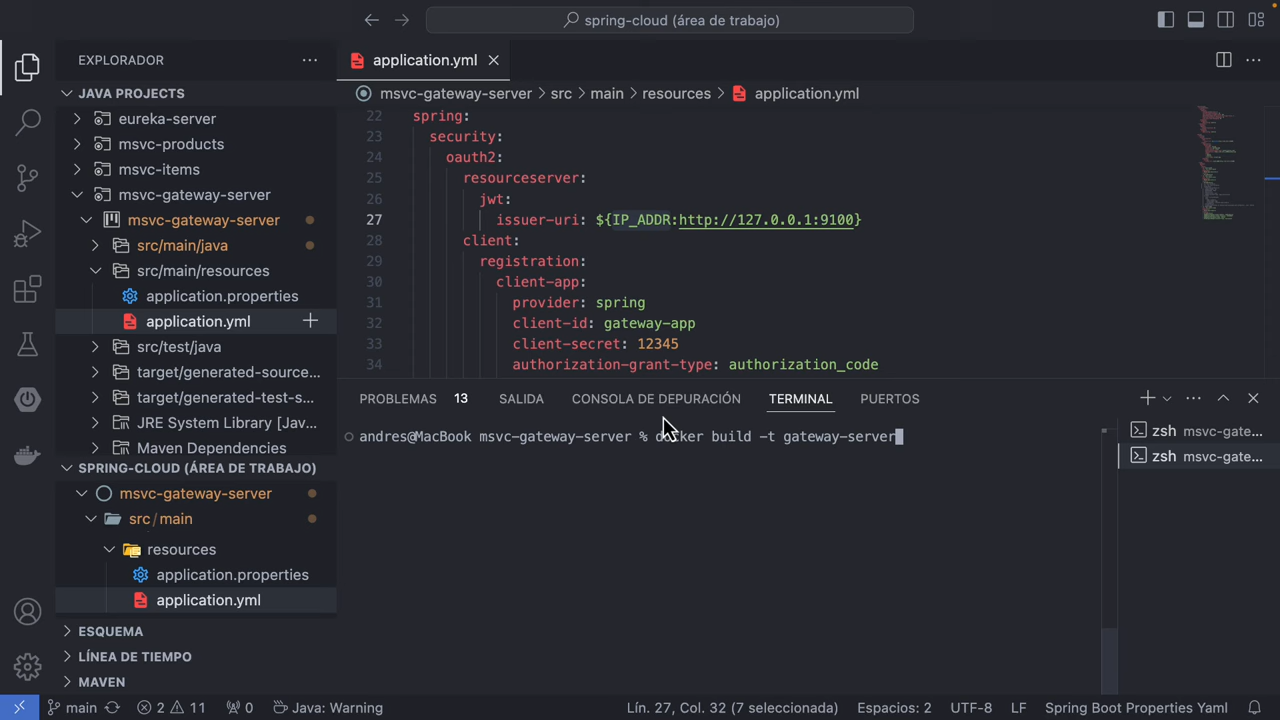 spring-cloud (área de trabajo)
EXPLORADOR
JAVA PROJECTS
eureka-server
msvc-products
msvc-items
msvc-gateway-server
msvc-gateway-server
src/main/java
src/main/resources
application.properties
application.yml
src/test/java
target/generated-source...
target/generated-test-s...
JRE System Library [Jav...
Maven Dependencies
SPRING-CLOUD (ÁREA DE TRABAJO)
msvc-gateway-server
src/main
resources
application.properties
application.yml
ESQUEMA
LÍNEA DE TIEMPO
MAVEN
application.yml
msvc-gateway-server > src > main > resources > application.yml
22 spring:
23 security:
24 oauth2:
25 resourceserver:
26 jwt:
27 issuer-uri: ${IP_ADDR:http://127.0.0.1:9100}
28 client:
29 registration:
30 client-app:
31 provider: spring
32 client-id: gateway-app
33 client-secret: 12345
34 authorization-grant-type: authorization_code
PROBLEMAS 13 SALIDA CONSOLA DE DEPURACIÓN TERMINAL PUERTOS
andres@MacBook msvc-gateway-server % docker build -t gateway-server
zsh msvc-gate...
zsh msvc-gate...
main 2 11 0 Java: Warning Lín. 27, Col. 32 (7 seleccionada) Espacios: 2 UTF-8 LF Spring Boot Properties Yaml